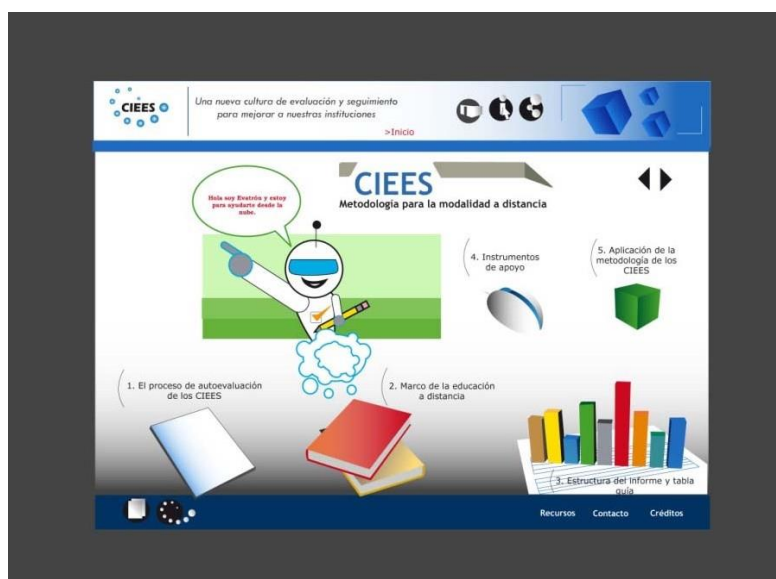 CIEES
Una nueva cultura de evaluación y seguimiento
para mejorar a nuestras instituciones
>Inicio
Hola soy Evatrón y estoy
para ayudarte desde la
nube.
CIEES
Metodología para la modalidad a distancia
4. Instrumentos
de apoyo
5. Aplicación de la
metodología de los
CIEES
1. El proceso de autoevaluación
de los CIEES
2. Marco de la educación
a distancia
3. Estructura del informe y tabla
guía
Recursos Contacto Créditos